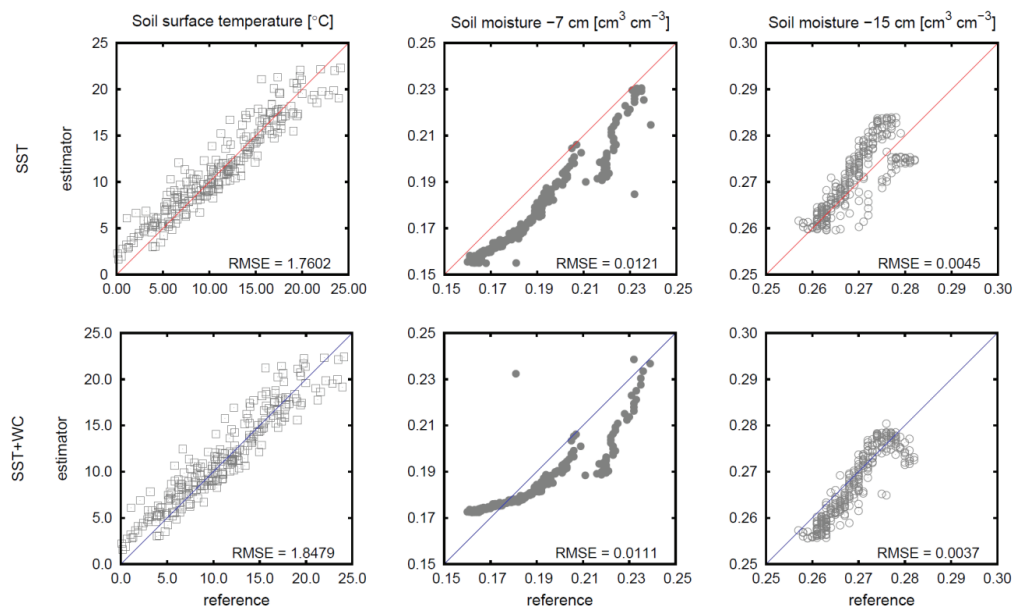 Soil surface temperature [°C]
Soil moisture −7 cm [cm³ cm⁻³]
Soil moisture −15 cm [cm³ cm⁻³]
SST
estimator
25
20
15
10
5
0
0.00 5.00 10.00 15.00 20.00 25.00
RMSE = 1.7602
0.25
0.23
0.21
0.19
0.17
0.15
0.15 0.17 0.19 0.21 0.23 0.25
RMSE = 0.0121
0.30
0.29
0.28
0.27
0.26
0.25
0.25 0.26 0.27 0.28 0.29 0.30
RMSE = 0.0045
SST+WC
estimator
25.0
20.0
15.0
10.0
5.0
0.0
0.0 5.0 10.0 15.0 20.0 25.0
RMSE = 1.8479
reference
0.25
0.23
0.21
0.19
0.17
0.15
0.15 0.17 0.19 0.21 0.23 0.25
RMSE = 0.0111
reference
0.30
0.29
0.28
0.27
0.26
0.25
0.25 0.26 0.27 0.28 0.29 0.30
RMSE = 0.0037
reference